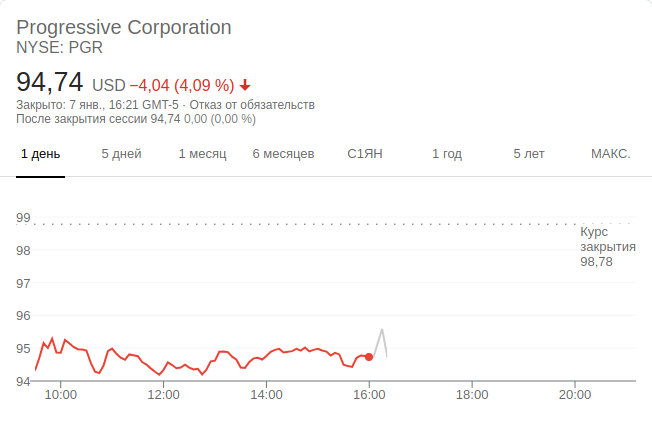 Progressive Corporation
NYSE: PGR
94,74 USD −4,04 (4,09 %)
Закрыто: 7 янв., 16:21 GMT-5 · Отказ от обязательств
После закрытия сессии 94,74 0,00 (0,00 %)
1 день 5 дней 1 месяц 6 месяцев С1ЯН 1 год 5 лет МАКС.
99
Курс
закрытия
98,78
98
97
96
95
94
10:00 12:00 14:00 16:00 18:00 20:00